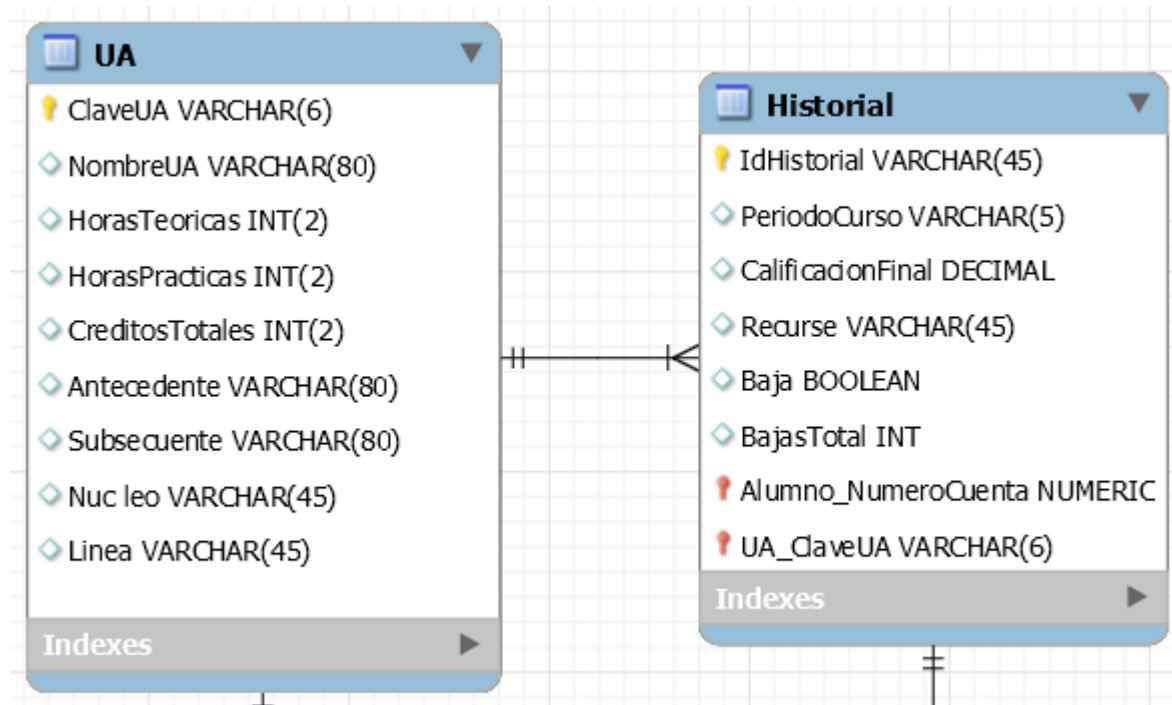 UA
ClaveUA VARCHAR(6)
NombreUA VARCHAR(80)
HorasTeoricas INT(2)
HorasPracticas INT(2)
CreditosTotales INT(2)
Antecedente VARCHAR(80)
Subsecuente VARCHAR(80)
Nuc leo VARCHAR(45)
Linea VARCHAR(45)
Indexes
Historial
IdHistorial VARCHAR(45)
PeriodoCurso VARCHAR(5)
CalificacionFinal DECIMAL
Recurse VARCHAR(45)
Baja BOOLEAN
BajasTotal INT
Alumno_NumeroCuenta NUMERIC
UA_ClaveUA VARCHAR(6)
Indexes